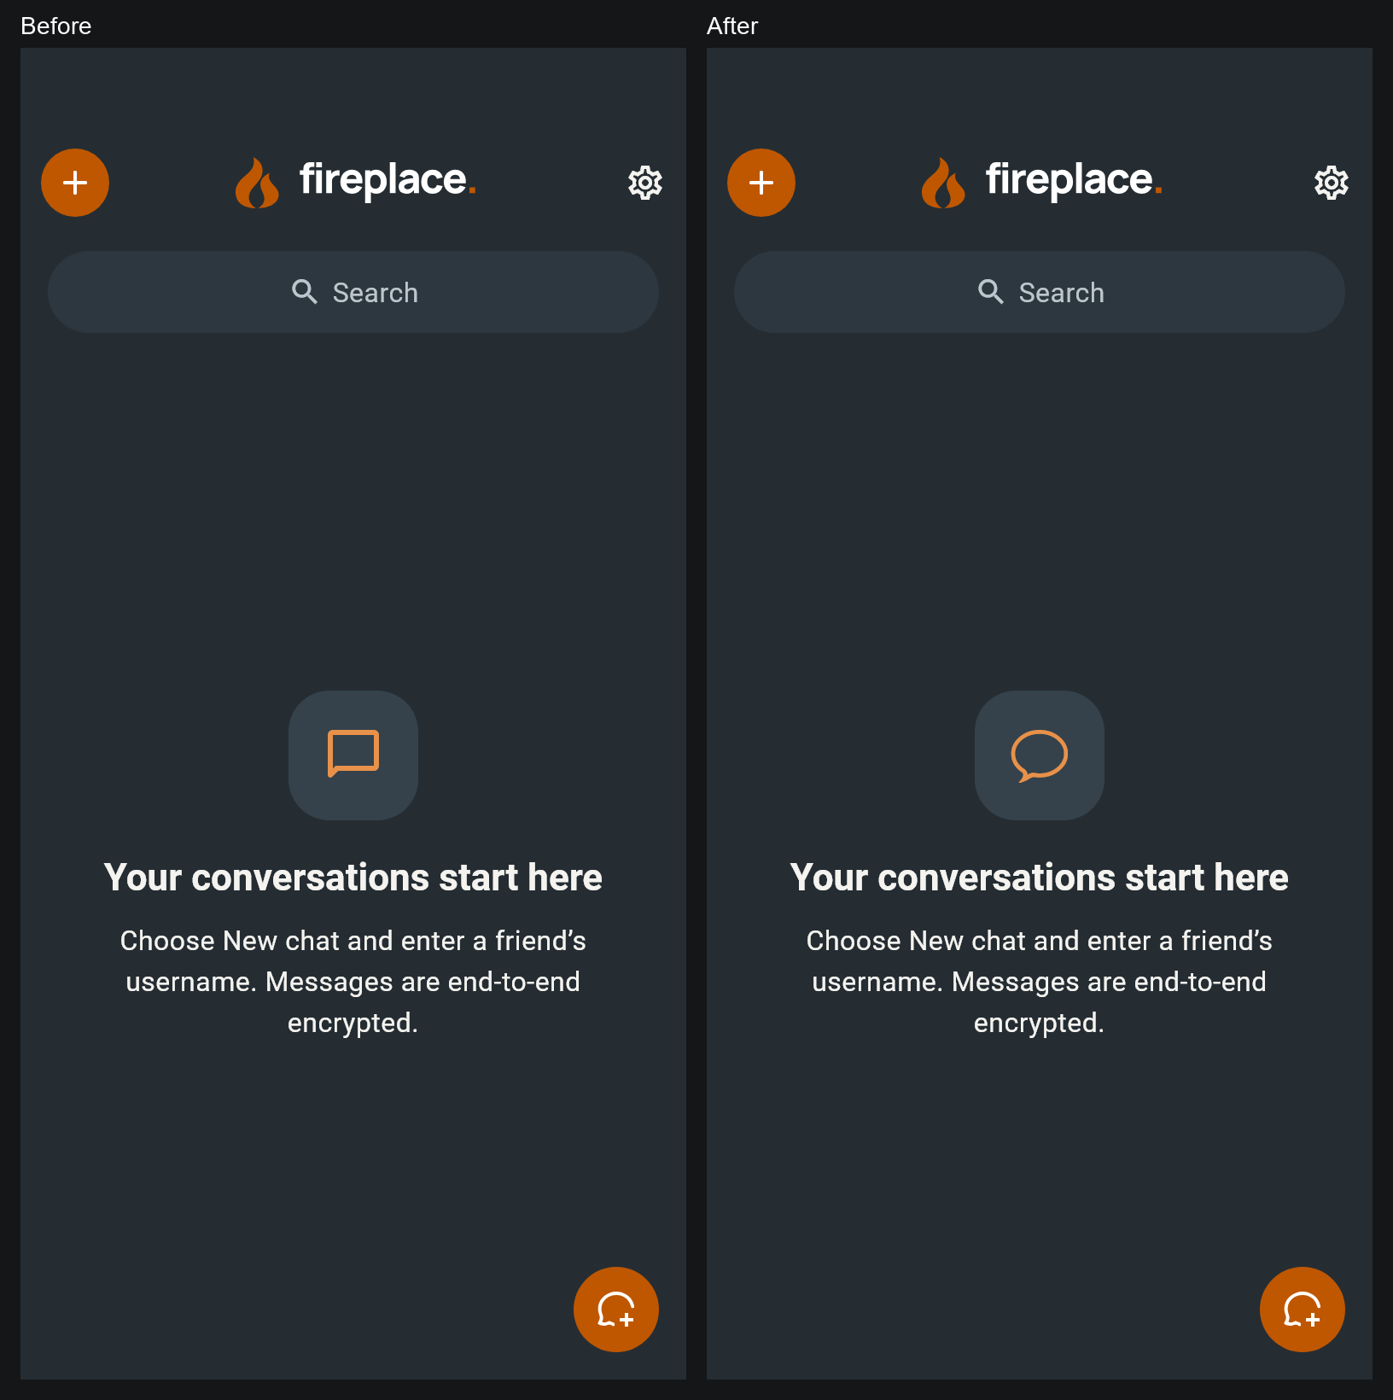 Before
After
fireplace.
Search
Your conversations start here
Choose New chat and enter a friend’s
username. Messages are end-to-end
encrypted.
fireplace.
Search
Your conversations start here
Choose New chat and enter a friend’s
username. Messages are end-to-end
encrypted.